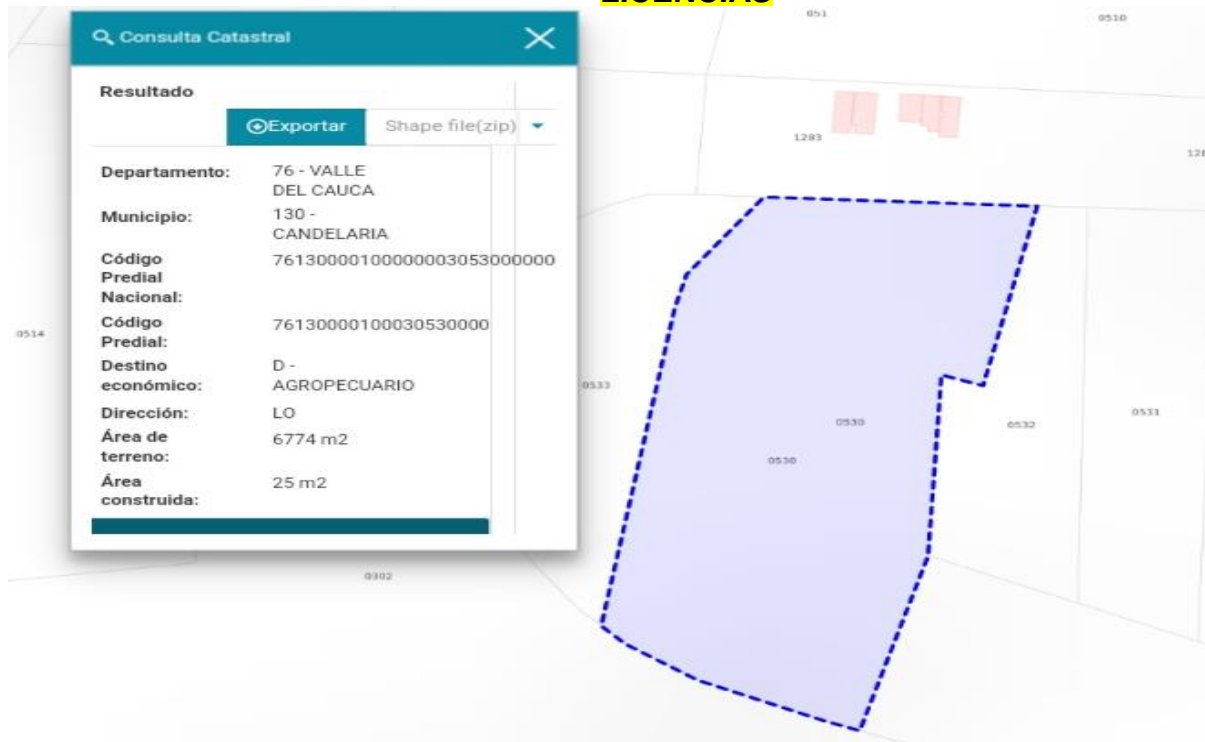 LICENCIAS
Consulta Catastral
Resultado
Exportar Shape file(zip)
Departamento: 76 - VALLE
DEL CAUCA
Municipio: 130 -
CANDELARIA
Código 761300001000000030530000000
Predial
Nacional:
Código 76130000100030530000
Predial:
Destino D -
económico: AGROPECUARIO
Dirección: LO
Área de 6774 m2
terreno:
Área 25 m2
construida:
051
0510
1283
128
0514
0533
0530
0532
0531
0530
0302